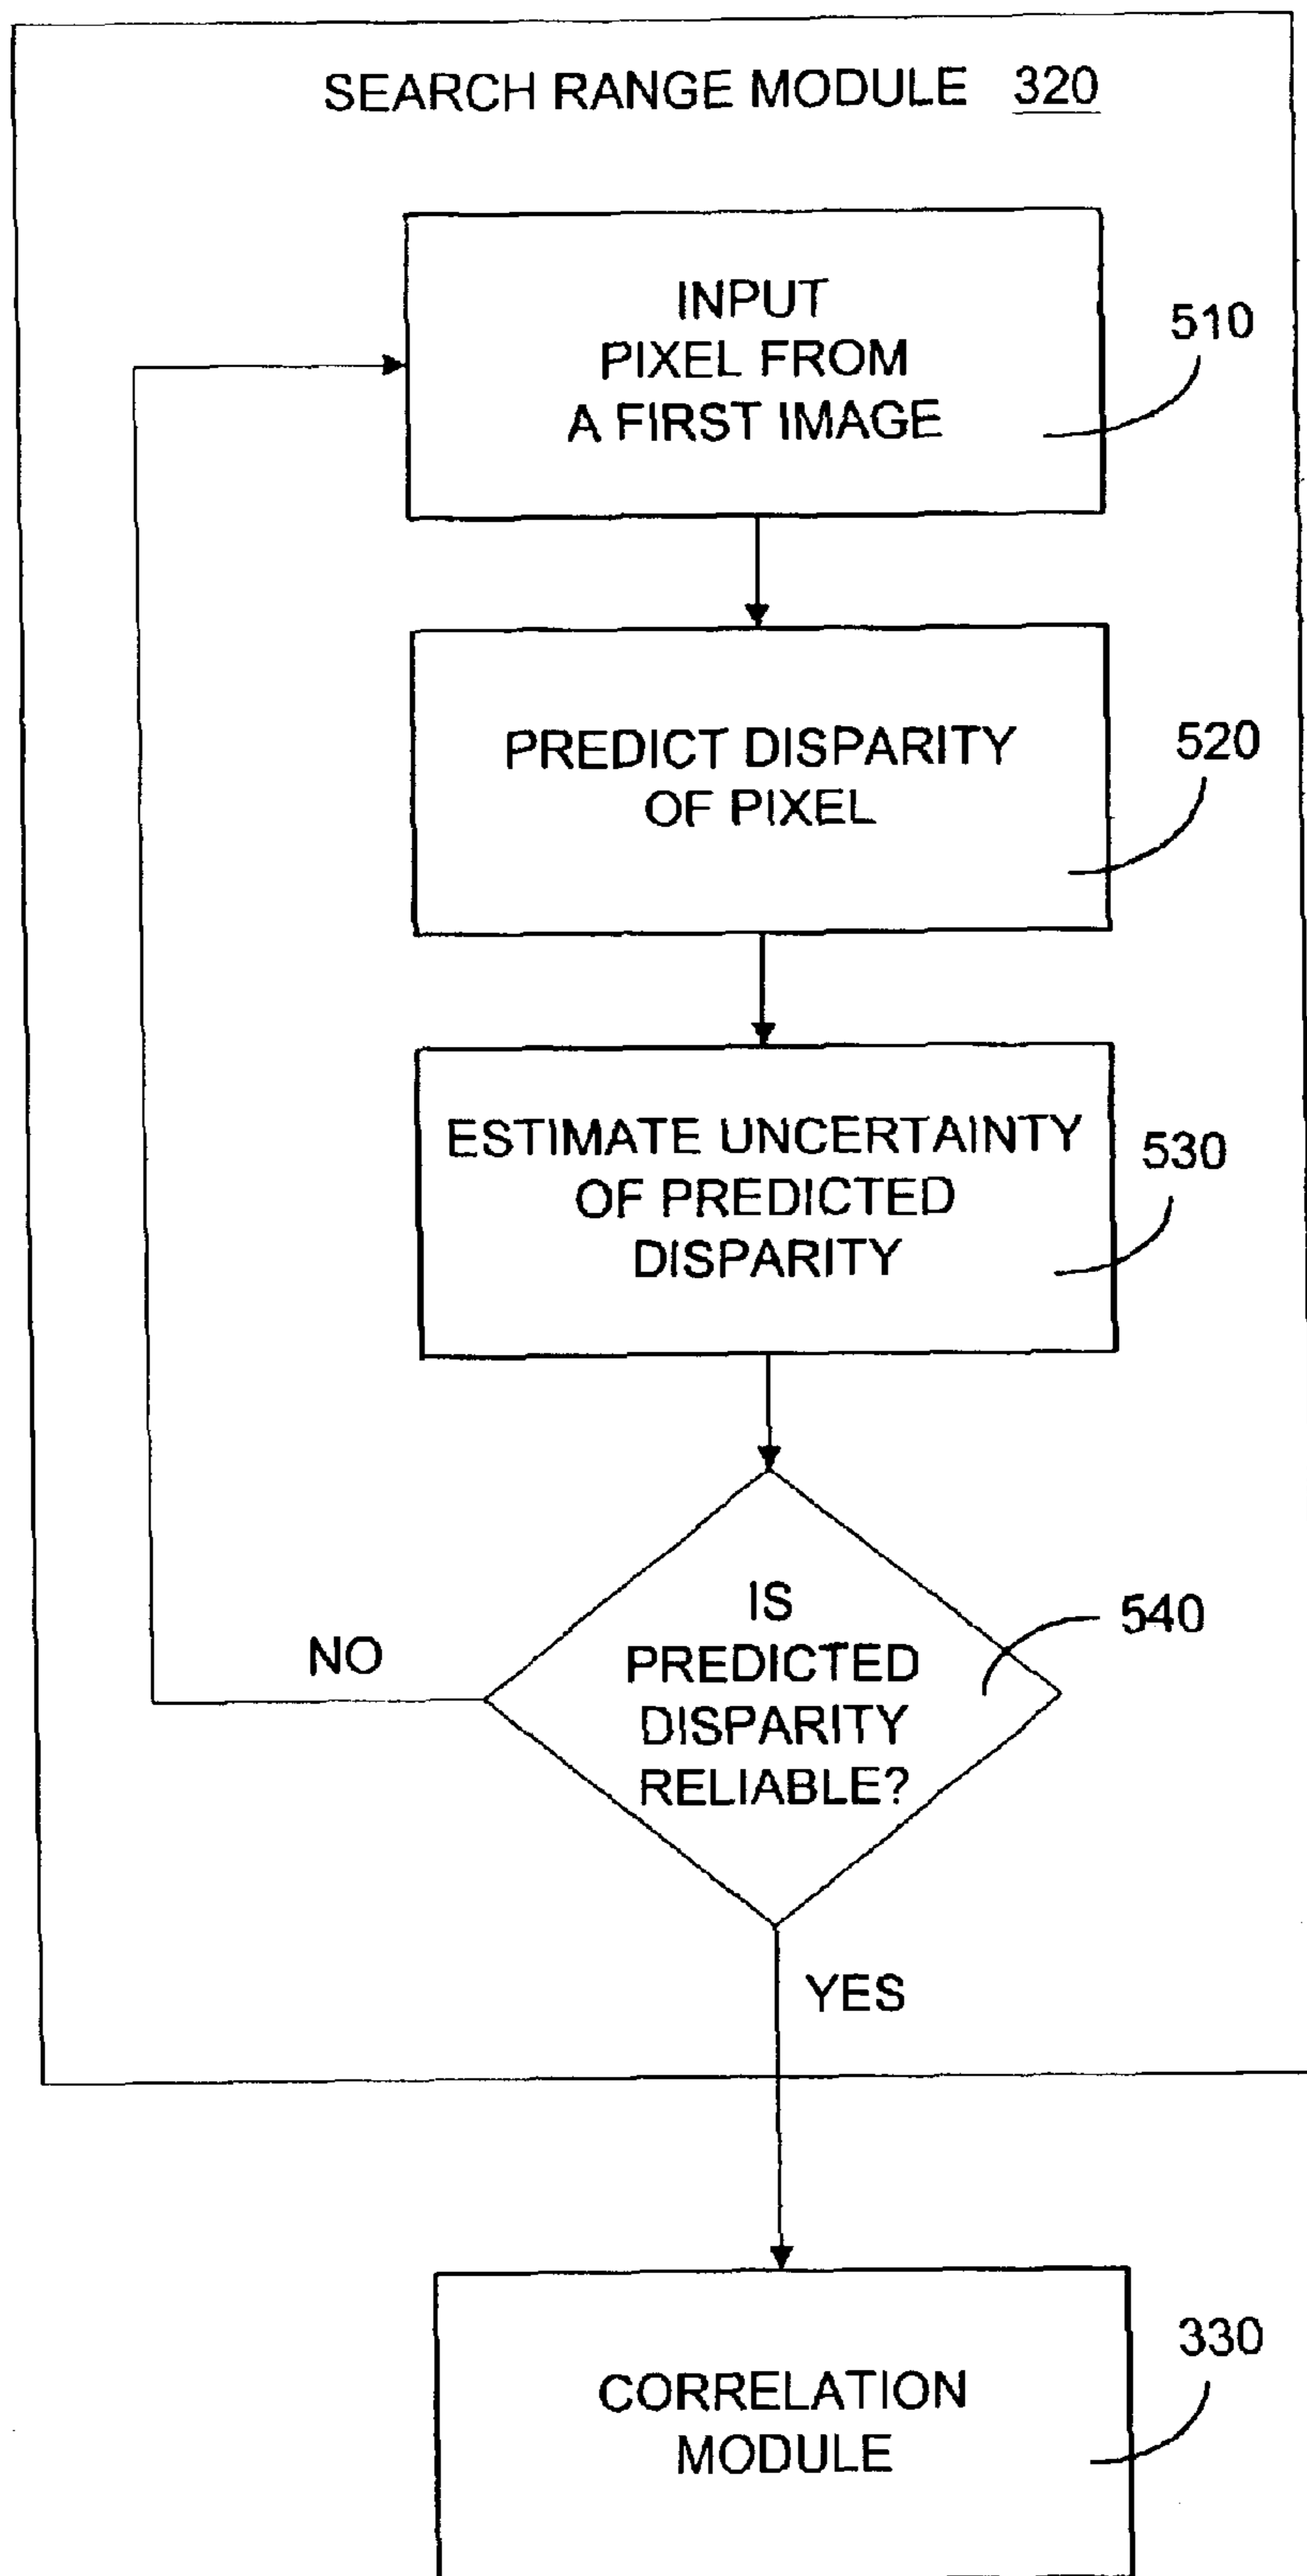 SEARCH RANGE MODULE 320
INPUT
PIXEL FROM
A FIRST IMAGE
510
PREDICT DISPARITY
OF PIXEL
520
ESTIMATE UNCERTAINTY
OF PREDICTED
DISPARITY
530
IS
PREDICTED
DISPARITY
RELIABLE?
540
NO
YES
CORRELATION
MODULE
330